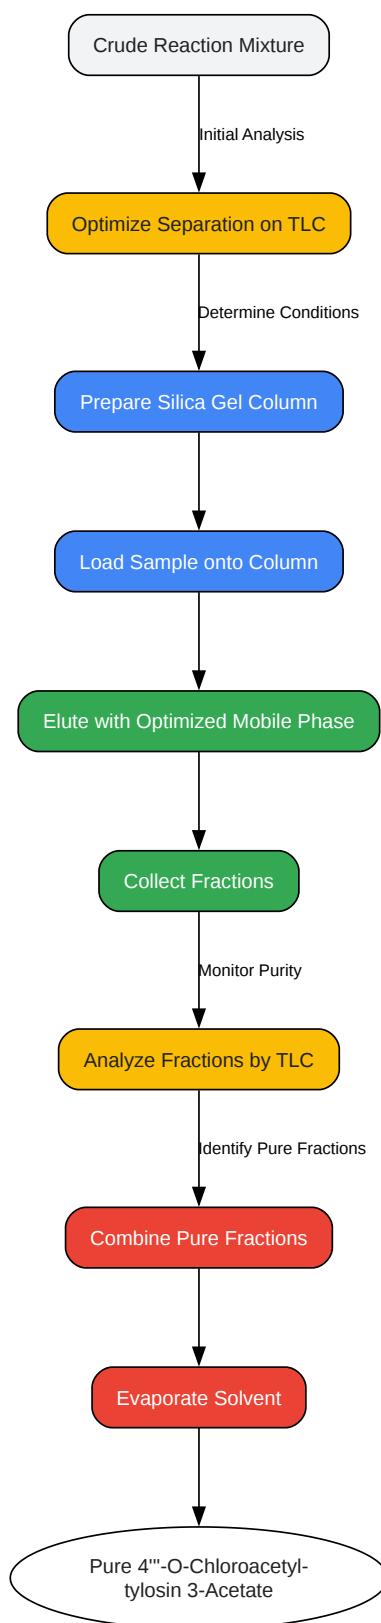 Crude Reaction Mixture
Initial Analysis
Optimize Separation on TLC
Determine Conditions
Prepare Silica Gel Column
Load Sample onto Column
Elute with Optimized Mobile Phase
Collect Fractions
Monitor Purity
Analyze Fractions by TLC
Identify Pure Fractions
Combine Pure Fractions
Evaporate Solvent
Pure 4'"-O-Chloroacetyl-
tylosin 3-Acetate